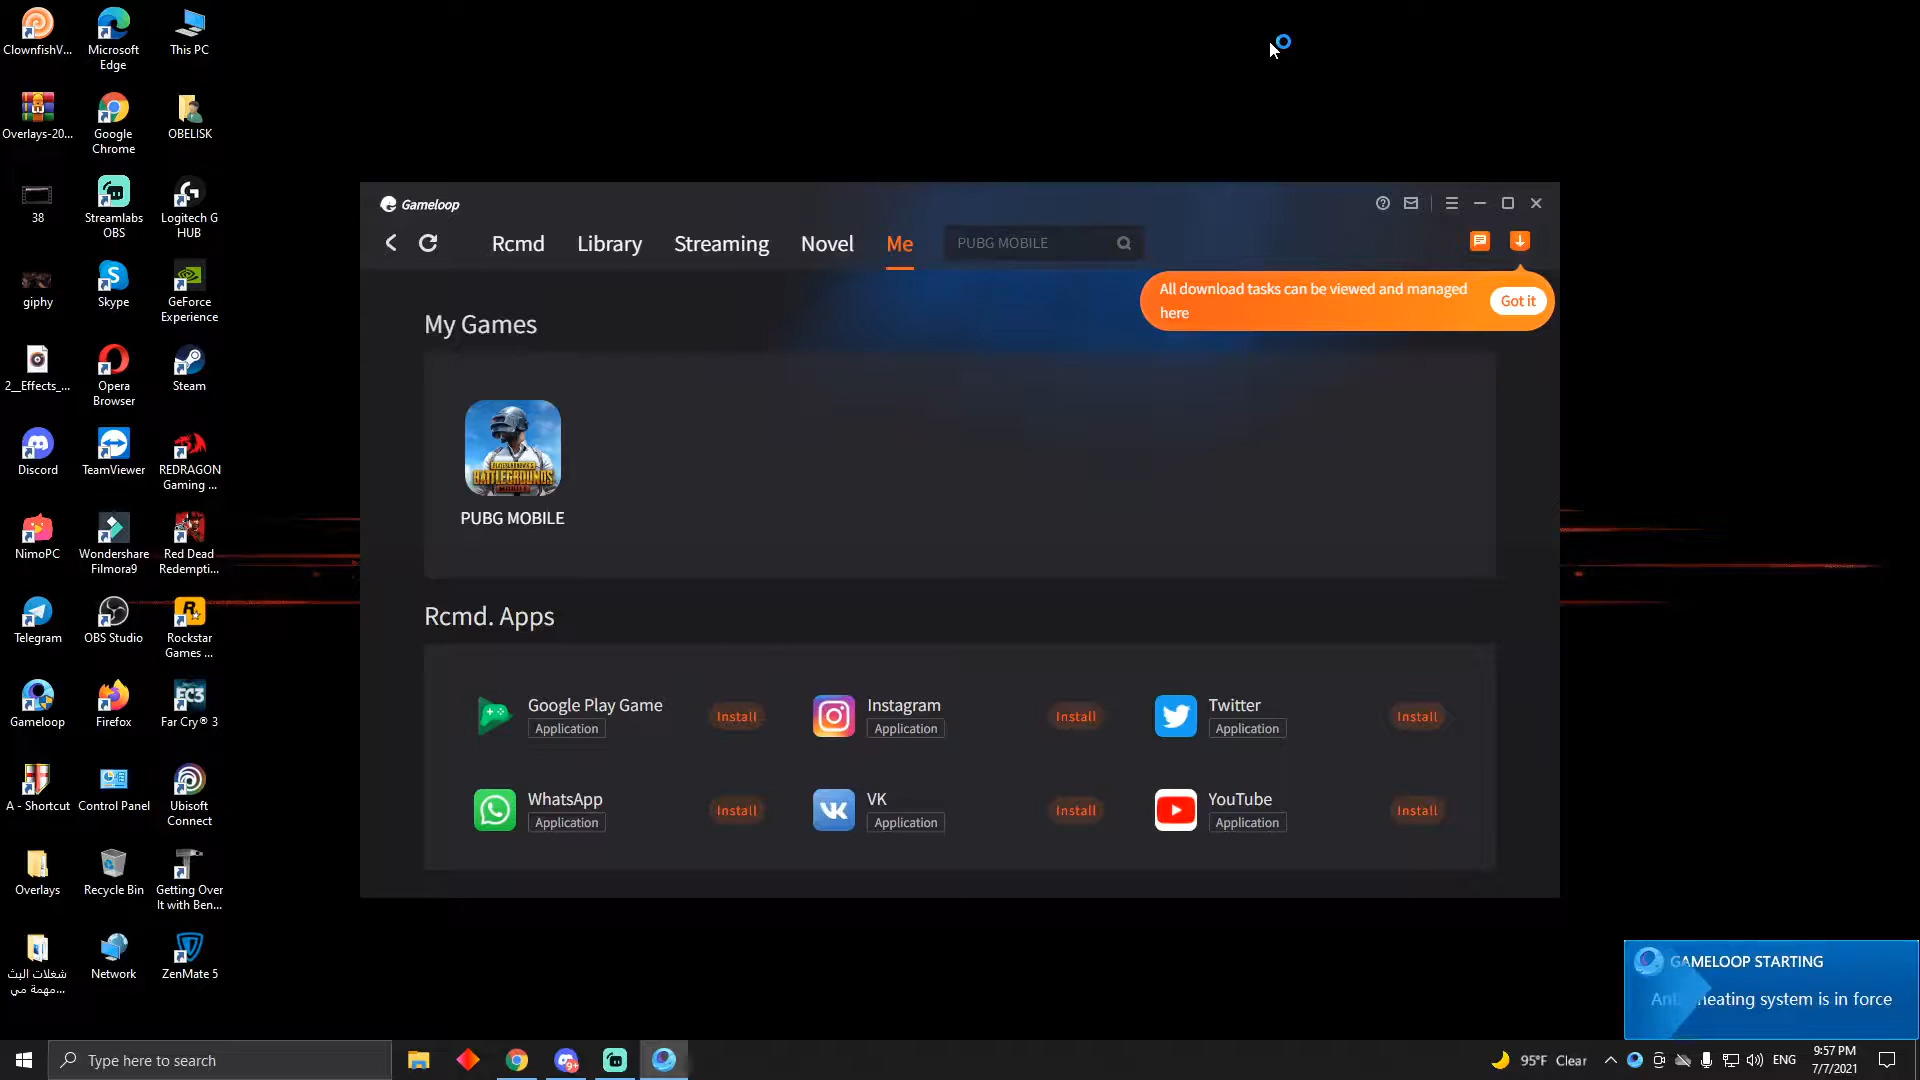 ClownfishV...
Microsoft
Edge
This PC
Overlays-20...
Google
Chrome
OBELISK
38
Streamlabs
OBS
Logitech G
HUB
giphy
Skype
GeForce
Experience
2__Effects_...
Opera
Browser
Steam
Discord
TeamViewer
REDRAGON
Gaming ...
NimoPC
Wondershare
Filmora9
Red Dead
Redempti...
Telegram
OBS Studio
Rockstar
Games ...
Gameloop
Firefox
Far Cry® 3
A - Shortcut
Control Panel
Ubisoft
Connect
Overlays
Recycle Bin
Getting Over
It with Ben...
شغلات البث
مهمة مي...
Network
ZenMate 5
Gameloop
Rcmd
Library
Streaming
Novel
Me
PUBG MOBILE
All download tasks can be viewed and managed
here
Got it
My Games
BATTLEGROUNDS
PUBG MOBILE
Rcmd. Apps
Google Play Game
Application
Install
Instagram
Application
Install
Twitter
Application
Install
WhatsApp
Application
Install
VK
Application
Install
YouTube
Application
Install
GAMELOOP STARTING
heating system is in force
Type here to search
9+
95°F Clear
ENG
9:57 PM
7/7/2021